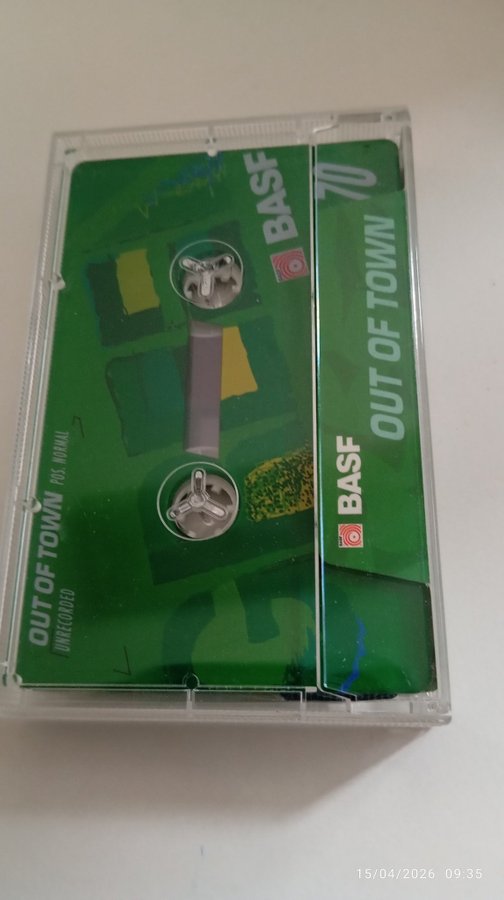 BASF
70
OUT OF TOWN
BASF
OUT OF TOWN POS. NORMAL
UNRECORDED
15/04/2026 09:35